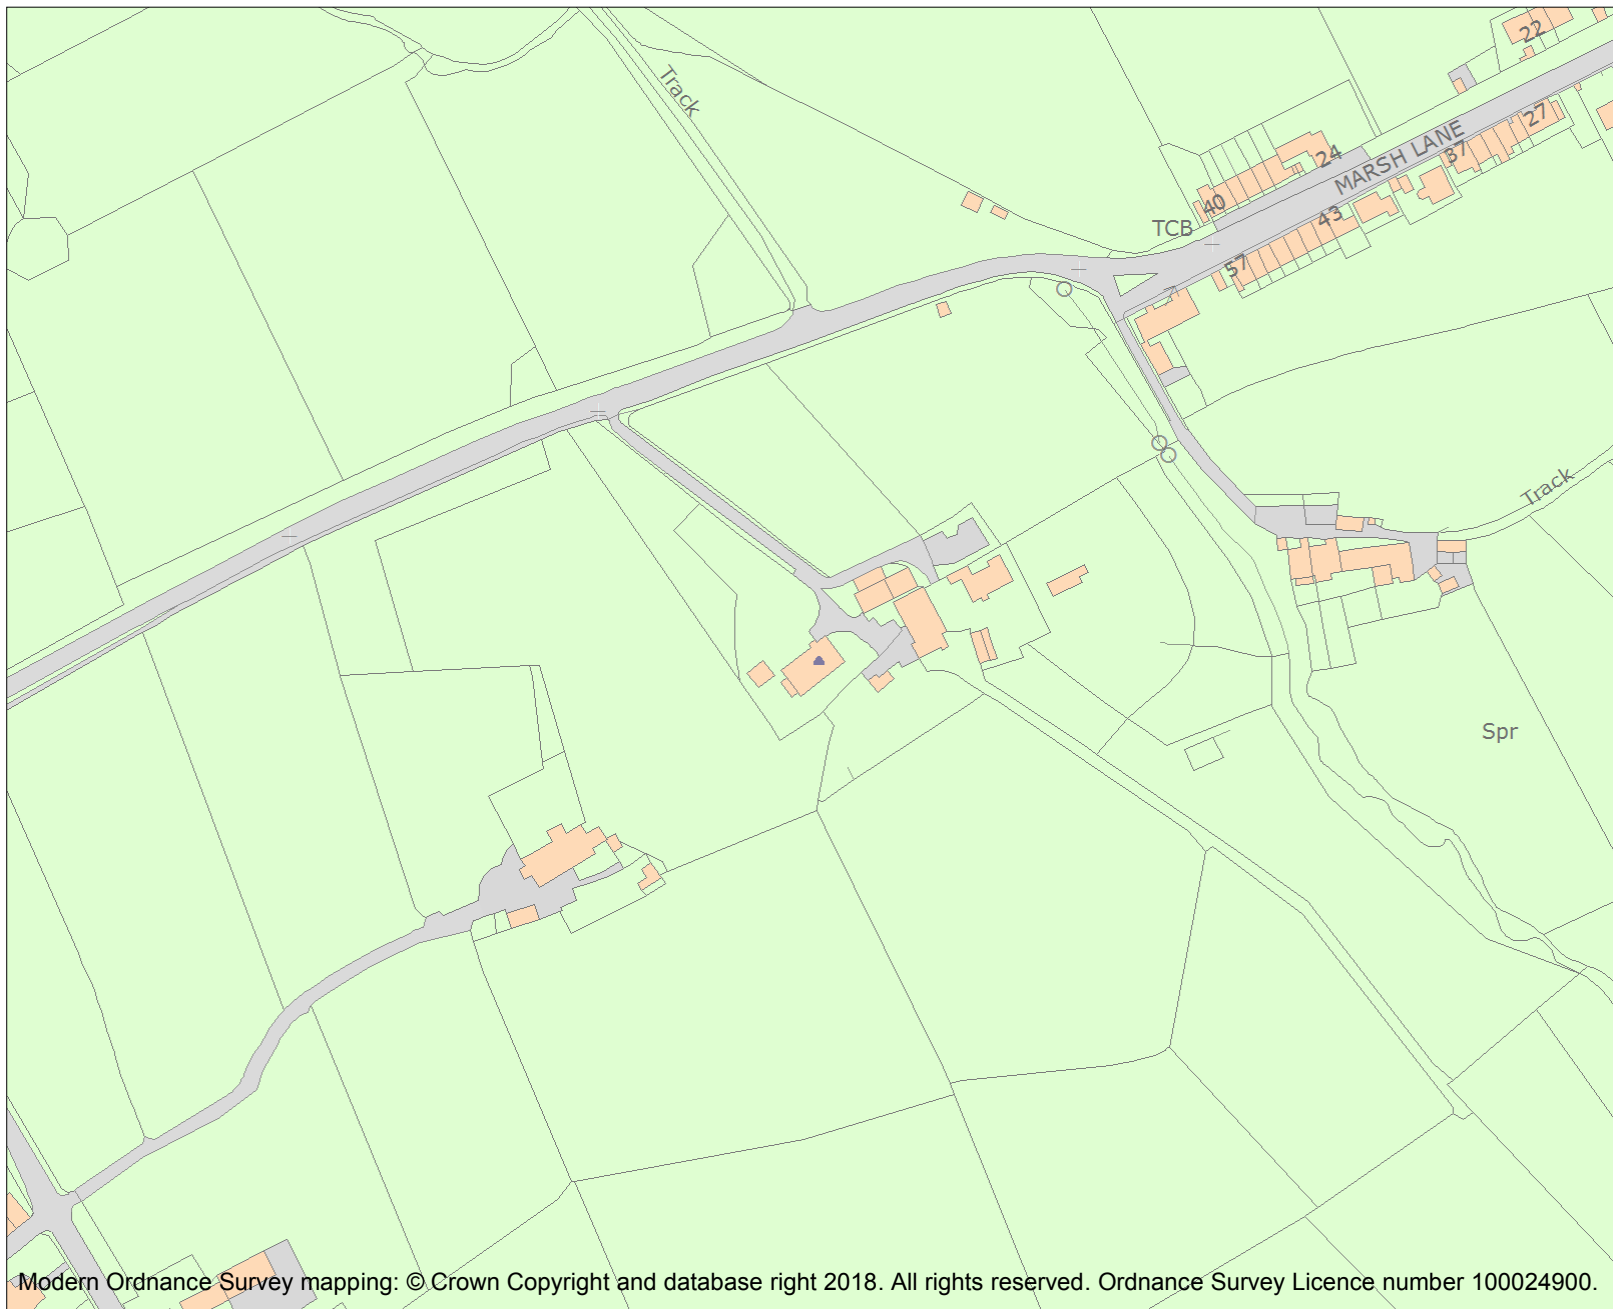 22
Track
27
MARSH LANE
24
37
40
43
TCB
57
Track
Spr
Modern Ordnance Survey mapping: © Crown Copyright and database right 2018. All rights reserved. Ordnance Survey Licence number 100024900.